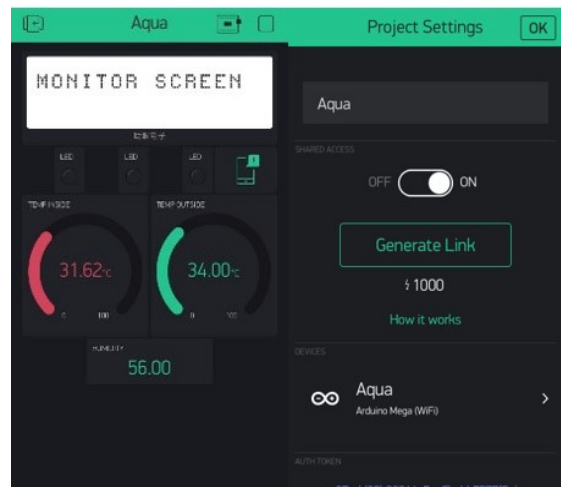 Aqua
MONITOR SCREEN
LED LED LED
TEMP INSIDE
31.62°C
0 100
TEMP OUTSIDE
34.00°C
0 100
HUMIDITY
56.00
Project Settings
OK
Aqua
SHARED ACCESS
OFF ON
Generate Link
1000
How it works
DEVICES
Aqua
Arduino Mega (WiFi)
AUTH TOKEN